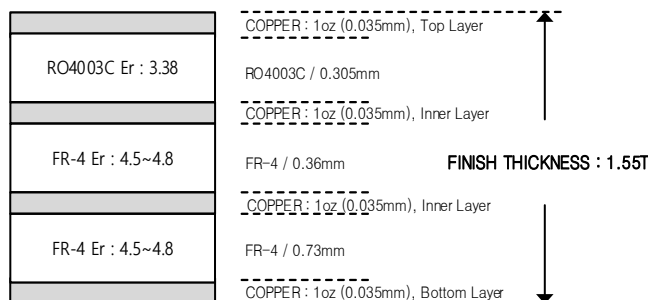 COPPER : 1oz (0.035mm), Top Layer
RO4003C Er : 3.38
RO4003C / 0.305mm
COPPER : 1oz (0.035mm), Inner Layer
FR-4 Er : 4.5~4.8
FR-4 / 0.36mm
FINISH THICKNESS : 1.55T
COPPER : 1oz (0.035mm), Inner Layer
FR-4 Er : 4.5~4.8
FR-4 / 0.73mm
COPPER : 1oz (0.035mm), Bottom Layer